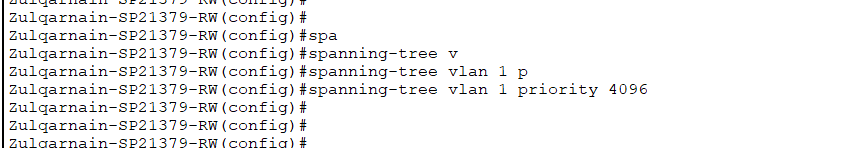 Zulqarnain-SP21379-RW(config)#
Zulqarnain-SP21379-RW(config)#
Zulqarnain-SP21379-RW(config)#spa
Zulqarnain-SP21379-RW(config)#spanning-tree v
Zulqarnain-SP21379-RW(config)#spanning-tree vlan 1 p
Zulqarnain-SP21379-RW(config)#spanning-tree vlan 1 priority 4096
Zulqarnain-SP21379-RW(config)#
Zulqarnain-SP21379-RW(config)#
Zulqarnain-SP21379-RW(config)#